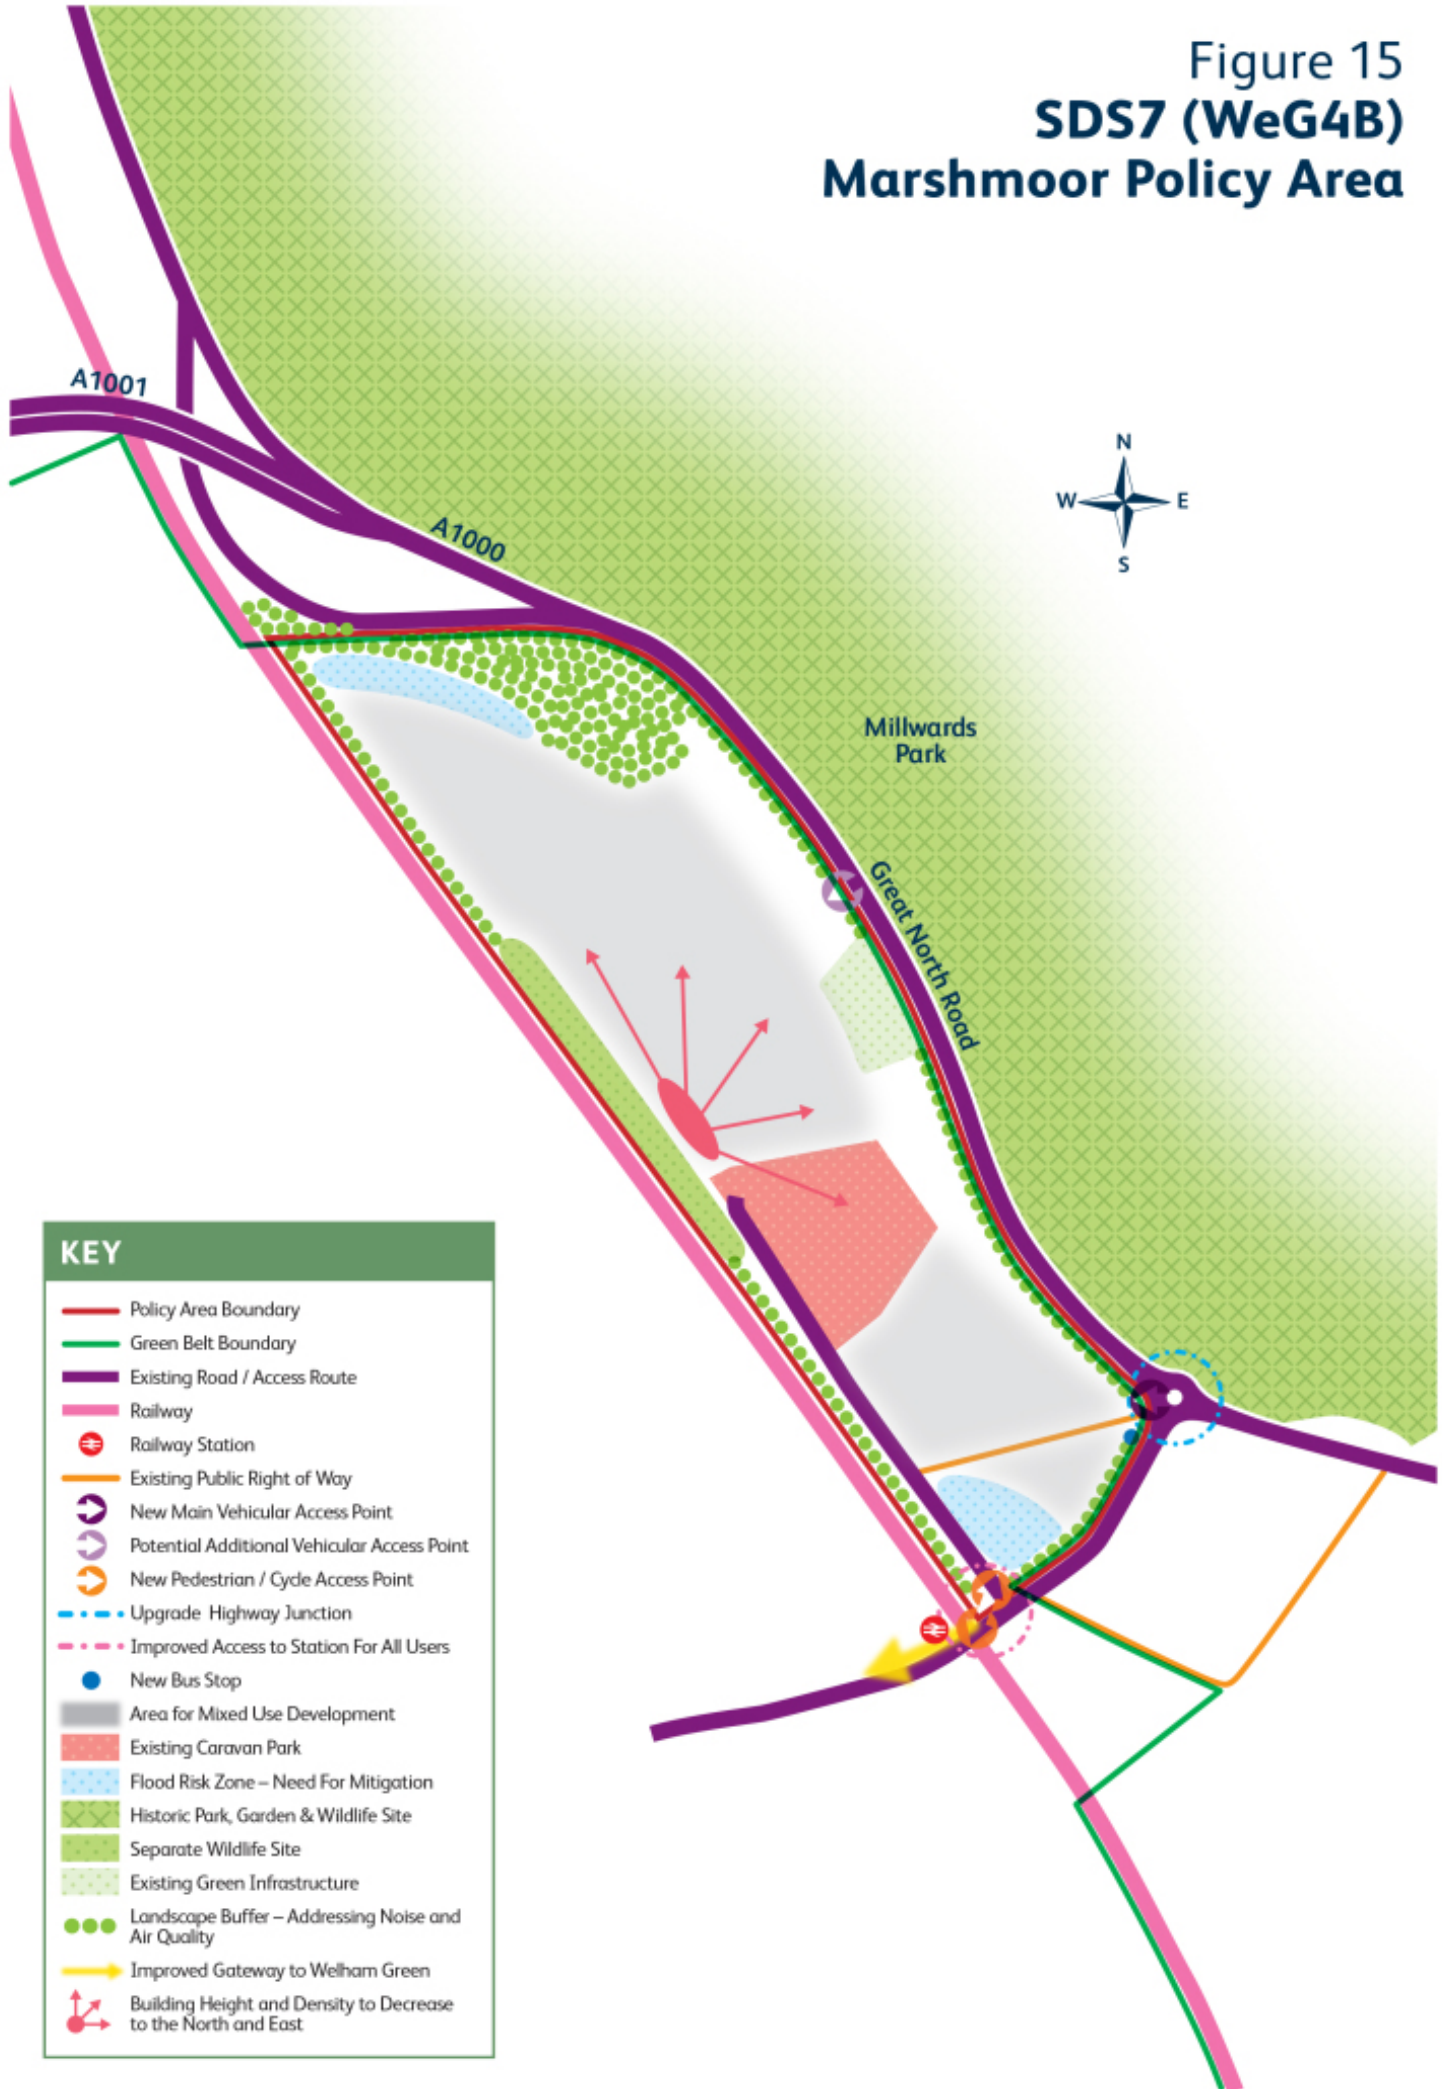 Figure 15
SDS7 (WeG4B)
Marshmoor Policy Area
A1001
N
W
E
S
A1000
Millwards
Park
Great North Road
KEY
Policy Area Boundary
Green Belt Boundary
Existing Road / Access Route
Railway
Railway Station
Existing Public Right of Way
New Main Vehicular Access Point
Potential Additional Vehicular Access Point
New Pedestrian / Cycle Access Point
Upgrade Highway Junction
Improved Access to Station For All Users
New Bus Stop
Area for Mixed Use Development
Existing Caravan Park
Flood Risk Zone – Need For Mitigation
Historic Park, Garden & Wildlife Site
Separate Wildlife Site
Existing Green Infrastructure
Landscape Buffer – Addressing Noise and
Air Quality
Improved Gateway to Welham Green
Building Height and Density to Decrease
to the North and East